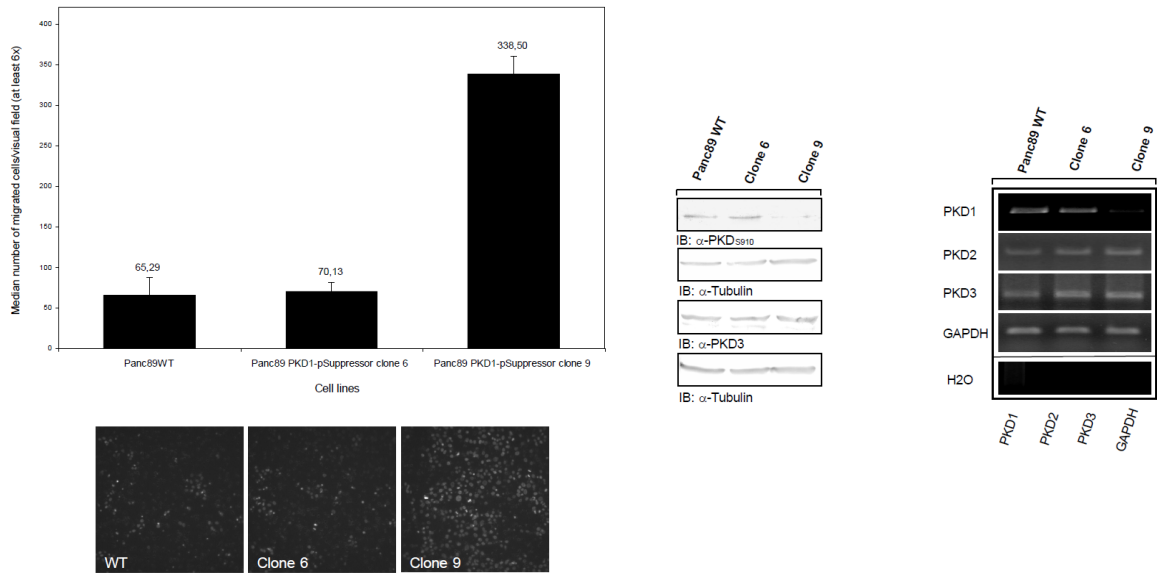 Median number of migrated cells/visual field (at least 6x)
400
350
300
250
200
150
100
50
0
65,29
70,13
338,50
Panc89WT
Panc89 PKD1-pSuppressor clone 6
Panc89 PKD1-pSuppressor clone 9
Cell lines
WT
Clone 6
Clone 9
Panc89 WT
Clone 6
Clone 9
IB: α-PKDS910
IB: α-Tubulin
IB: α-PKD3
IB: α-Tubulin
Panc89 WT
Clone 6
Clone 9
PKD1
PKD2
PKD3
GAPDH
H2O
PKD1
PKD2
PKD3
GAPDH